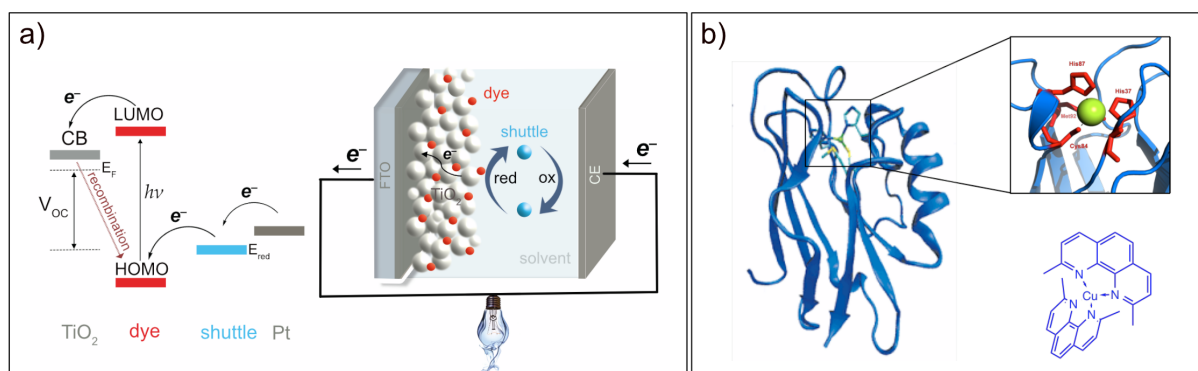 a)
e⁻
LUMO
CB
E_F
V_OC
recombination
hν
e⁻
e⁻
HOMO
E_red
TiO₂
dye
shuttle
Pt
dye
shuttle
e⁻
e⁻
e⁻
FTO
TiO₂
red
ox
CE
solvent
b)
His87
His37
Met92
Cys84
N
N
Cu
N
N